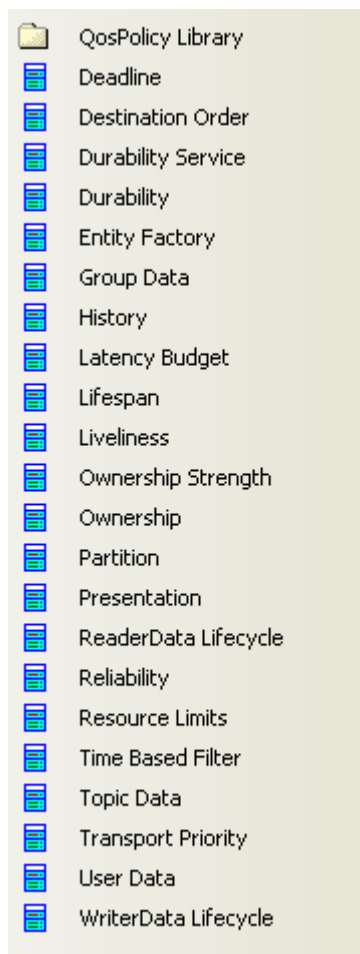 QosPolicy Library
Deadline
Destination Order
Durability Service
Durability
Entity Factory
Group Data
History
Latency Budget
Lifespan
Liveliness
Ownership Strength
Ownership
Partition
Presentation
ReaderData Lifecycle
Reliability
Resource Limits
Time Based Filter
Topic Data
Transport Priority
User Data
WriterData Lifecycle